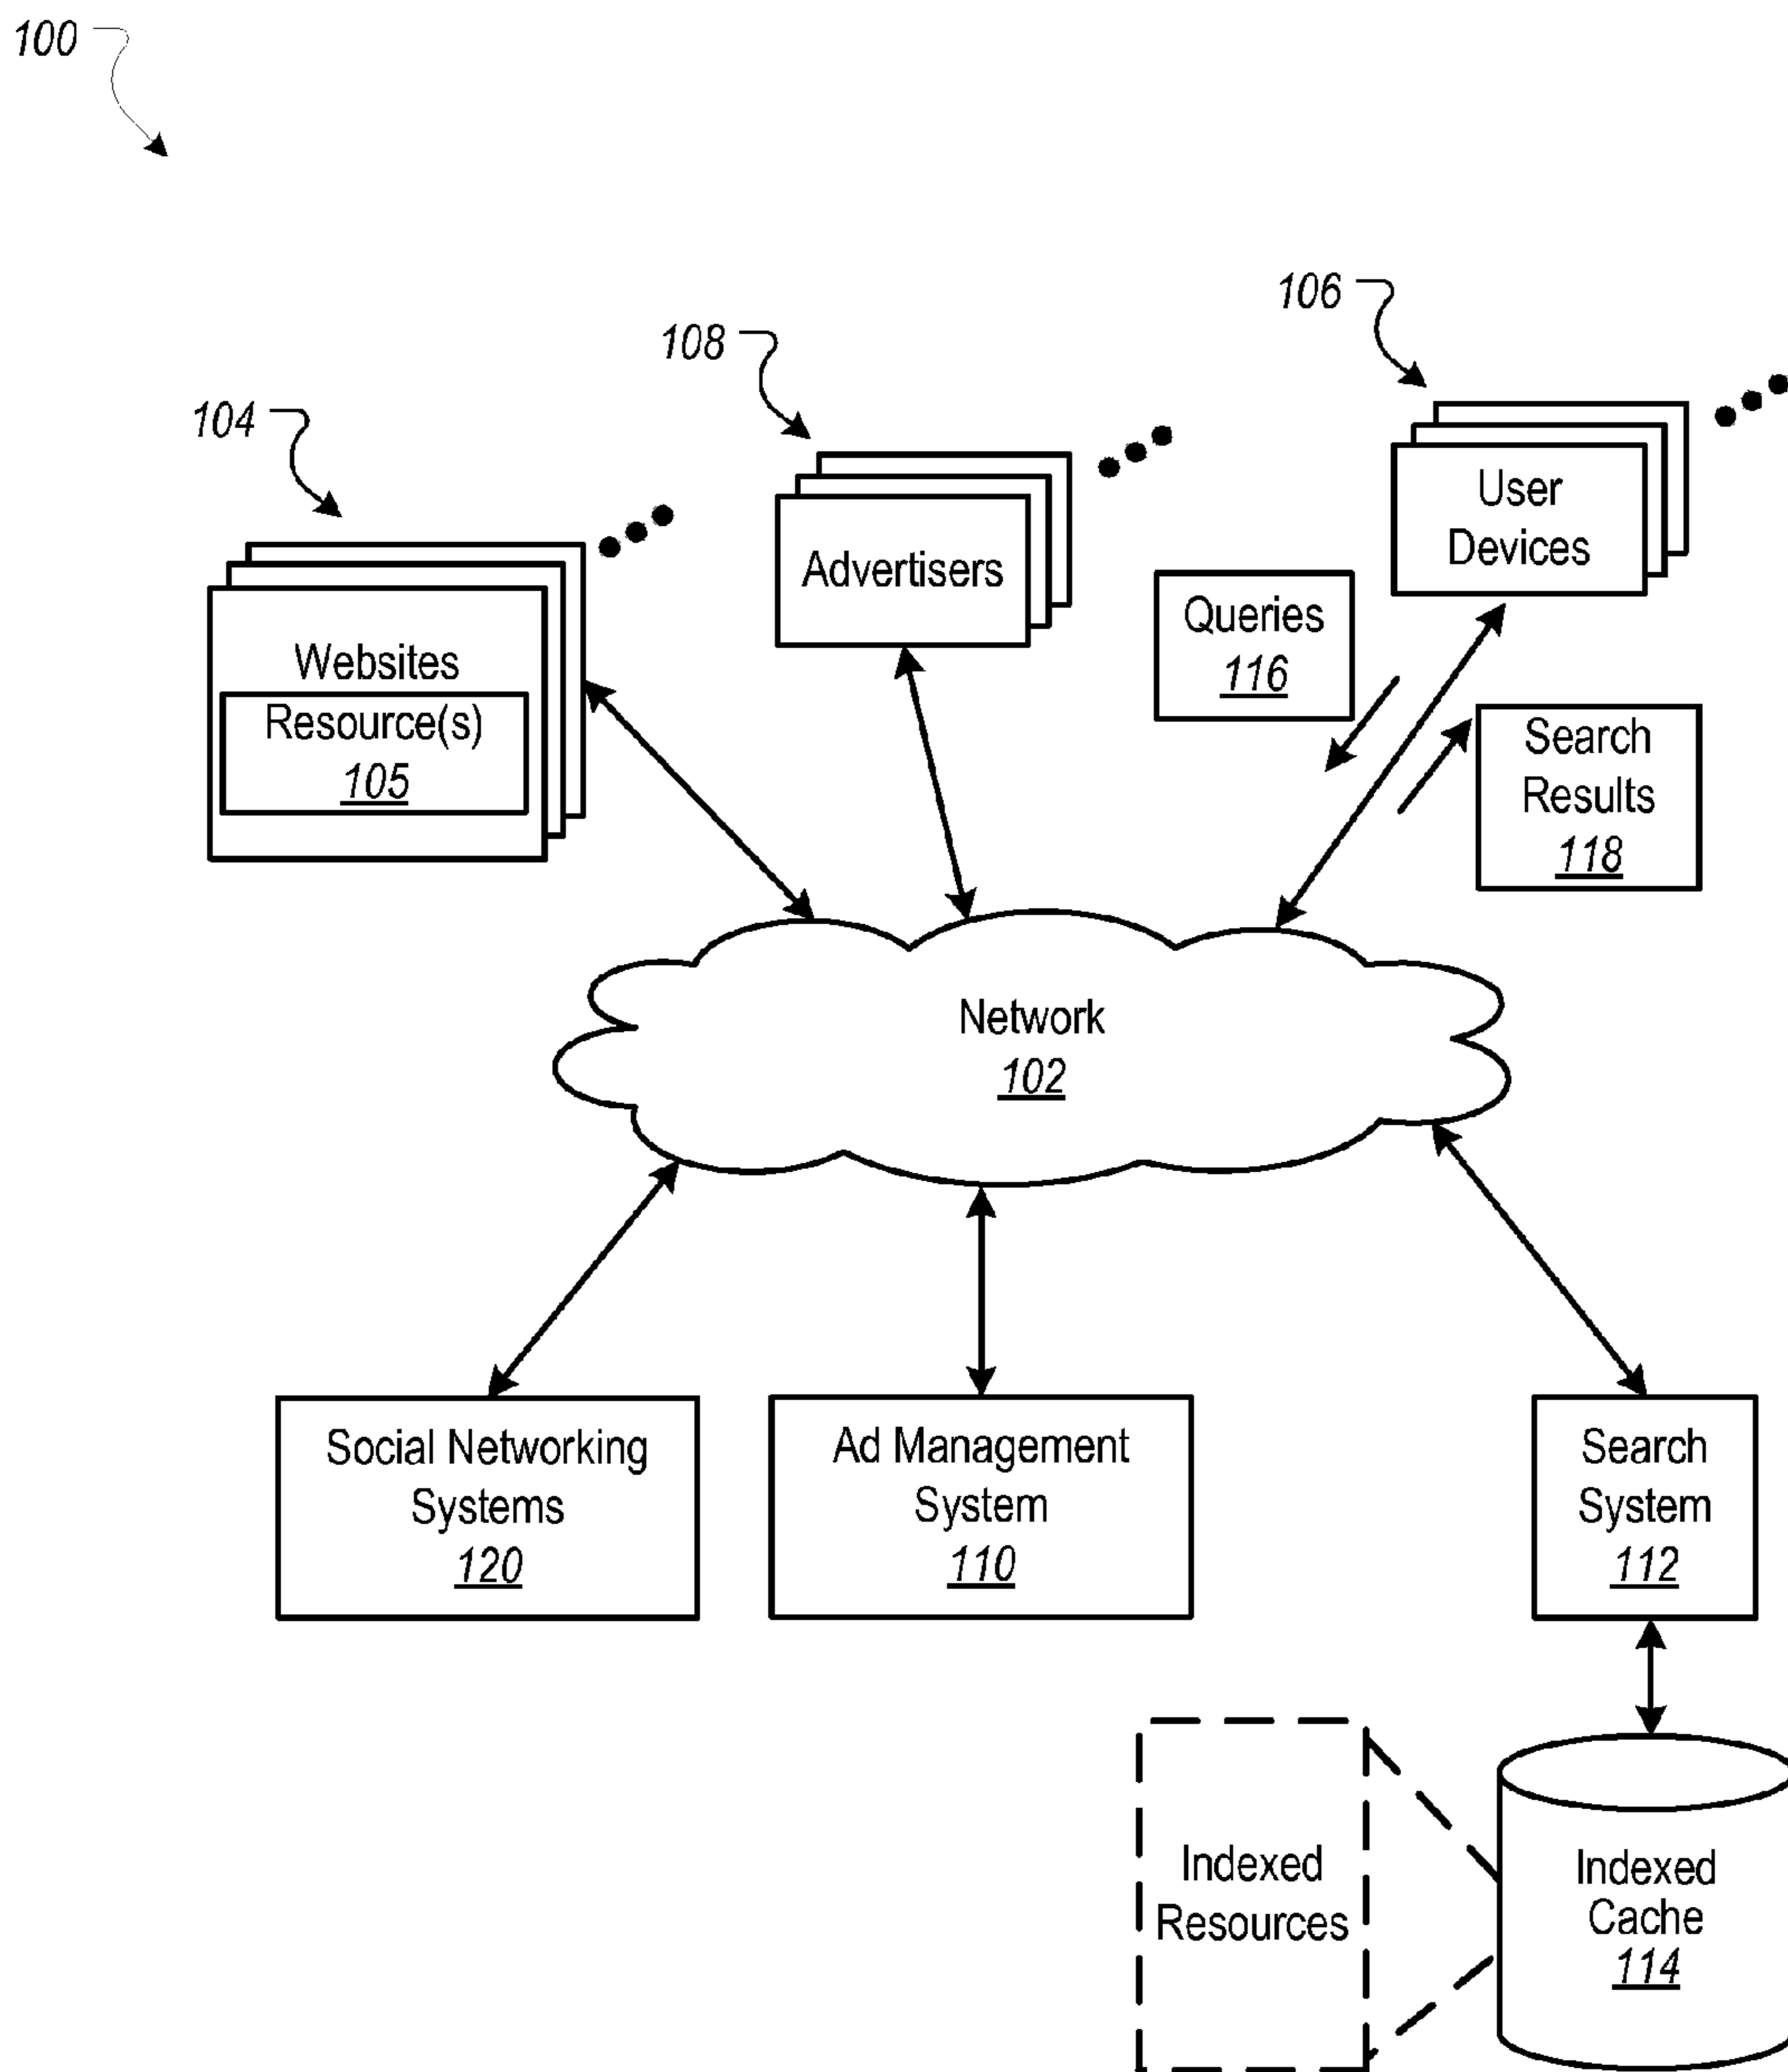 100
106
108
104
User
Devices
Advertisers
Queries
116
Websites
Resource(s)
105
Search
Results
118
Network
102
Social Networking
Systems
120
Ad Management
System
110
Search
System
112
Indexed
Resources
Indexed
Cache
114